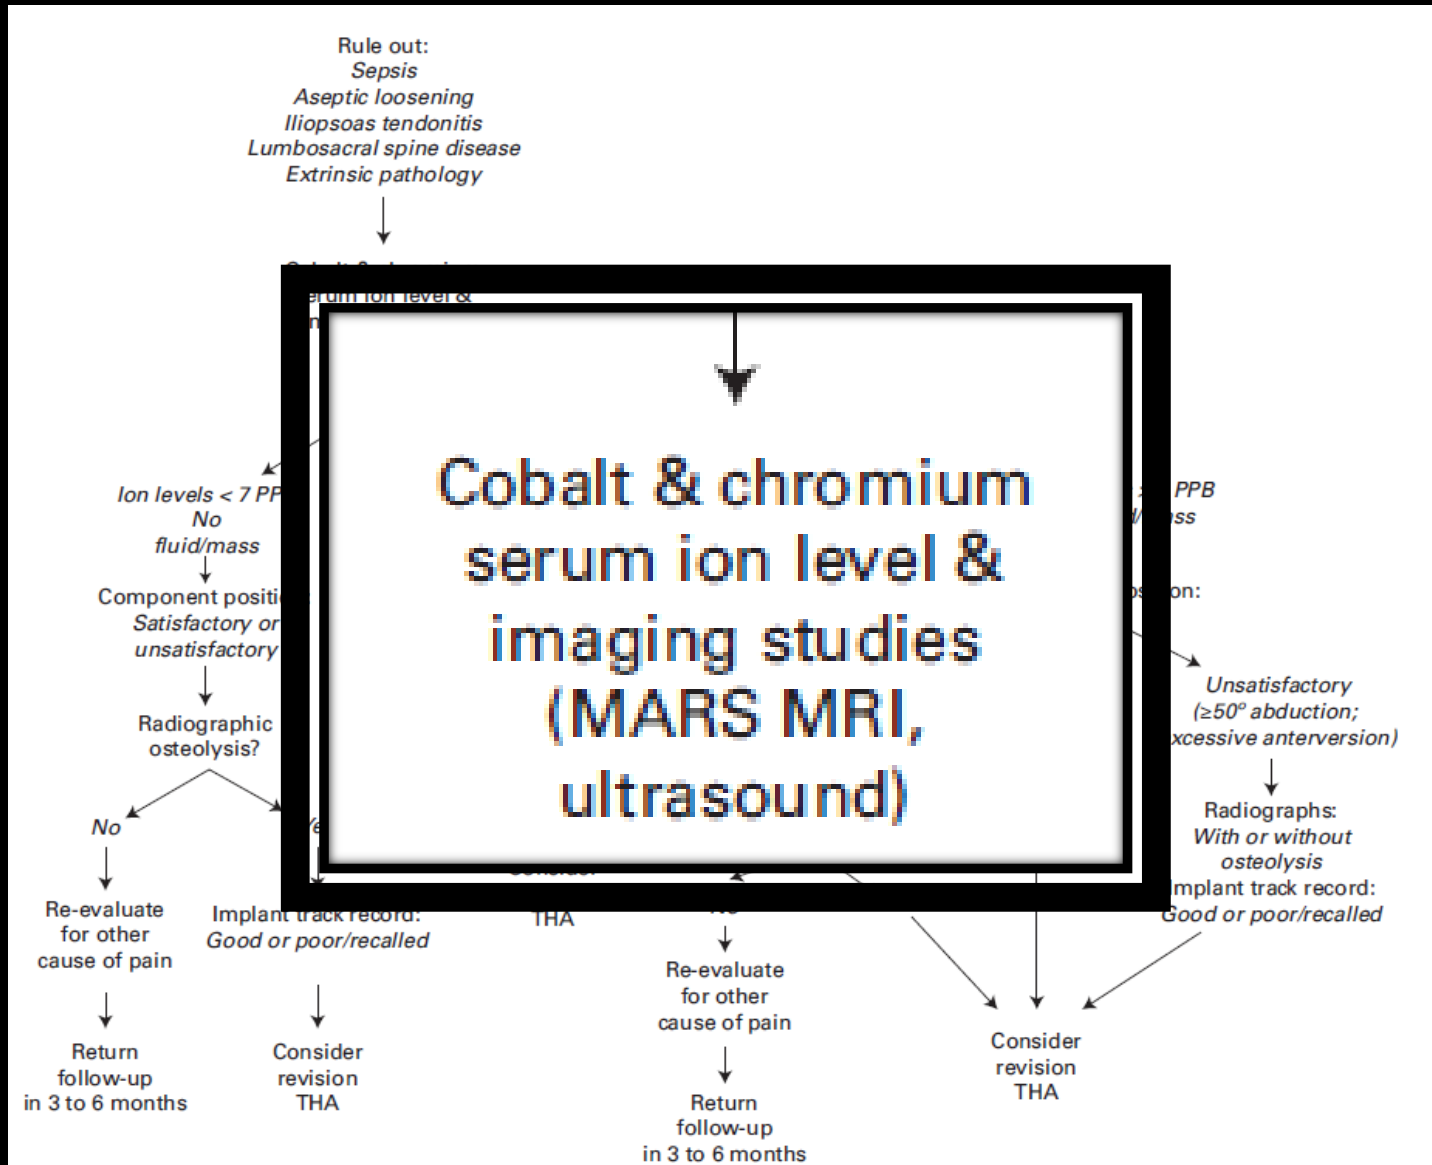 Rule out:
Sepsis
Aseptic loosening
Iliopsoas tendonitis
Lumbosacral spine disease
Extrinsic pathology
Cobalt & chromium
serum ion level &
imaging studies
(MARS MRI,
ultrasound)
Ion levels < 7
No
fluid/mass
Component
Satisfactory or
unsatisfactory
Radiographic
osteolysis?
No
Re-evaluate
for other
cause of pain
Return
follow-up
in 3 to 6 months
Implant track record:
Good or poor/recalled
Consider
revision
THA
THA
Re-evaluate
for other
cause of pain
Return
follow-up
in 3 to 6 months
PPB
Unsatisfactory
(≥50° abduction;
anterversion)
Radiographs:
With or without
osteolysis
Implant track record:
Good or poor/recalled
Consider
revision
THA